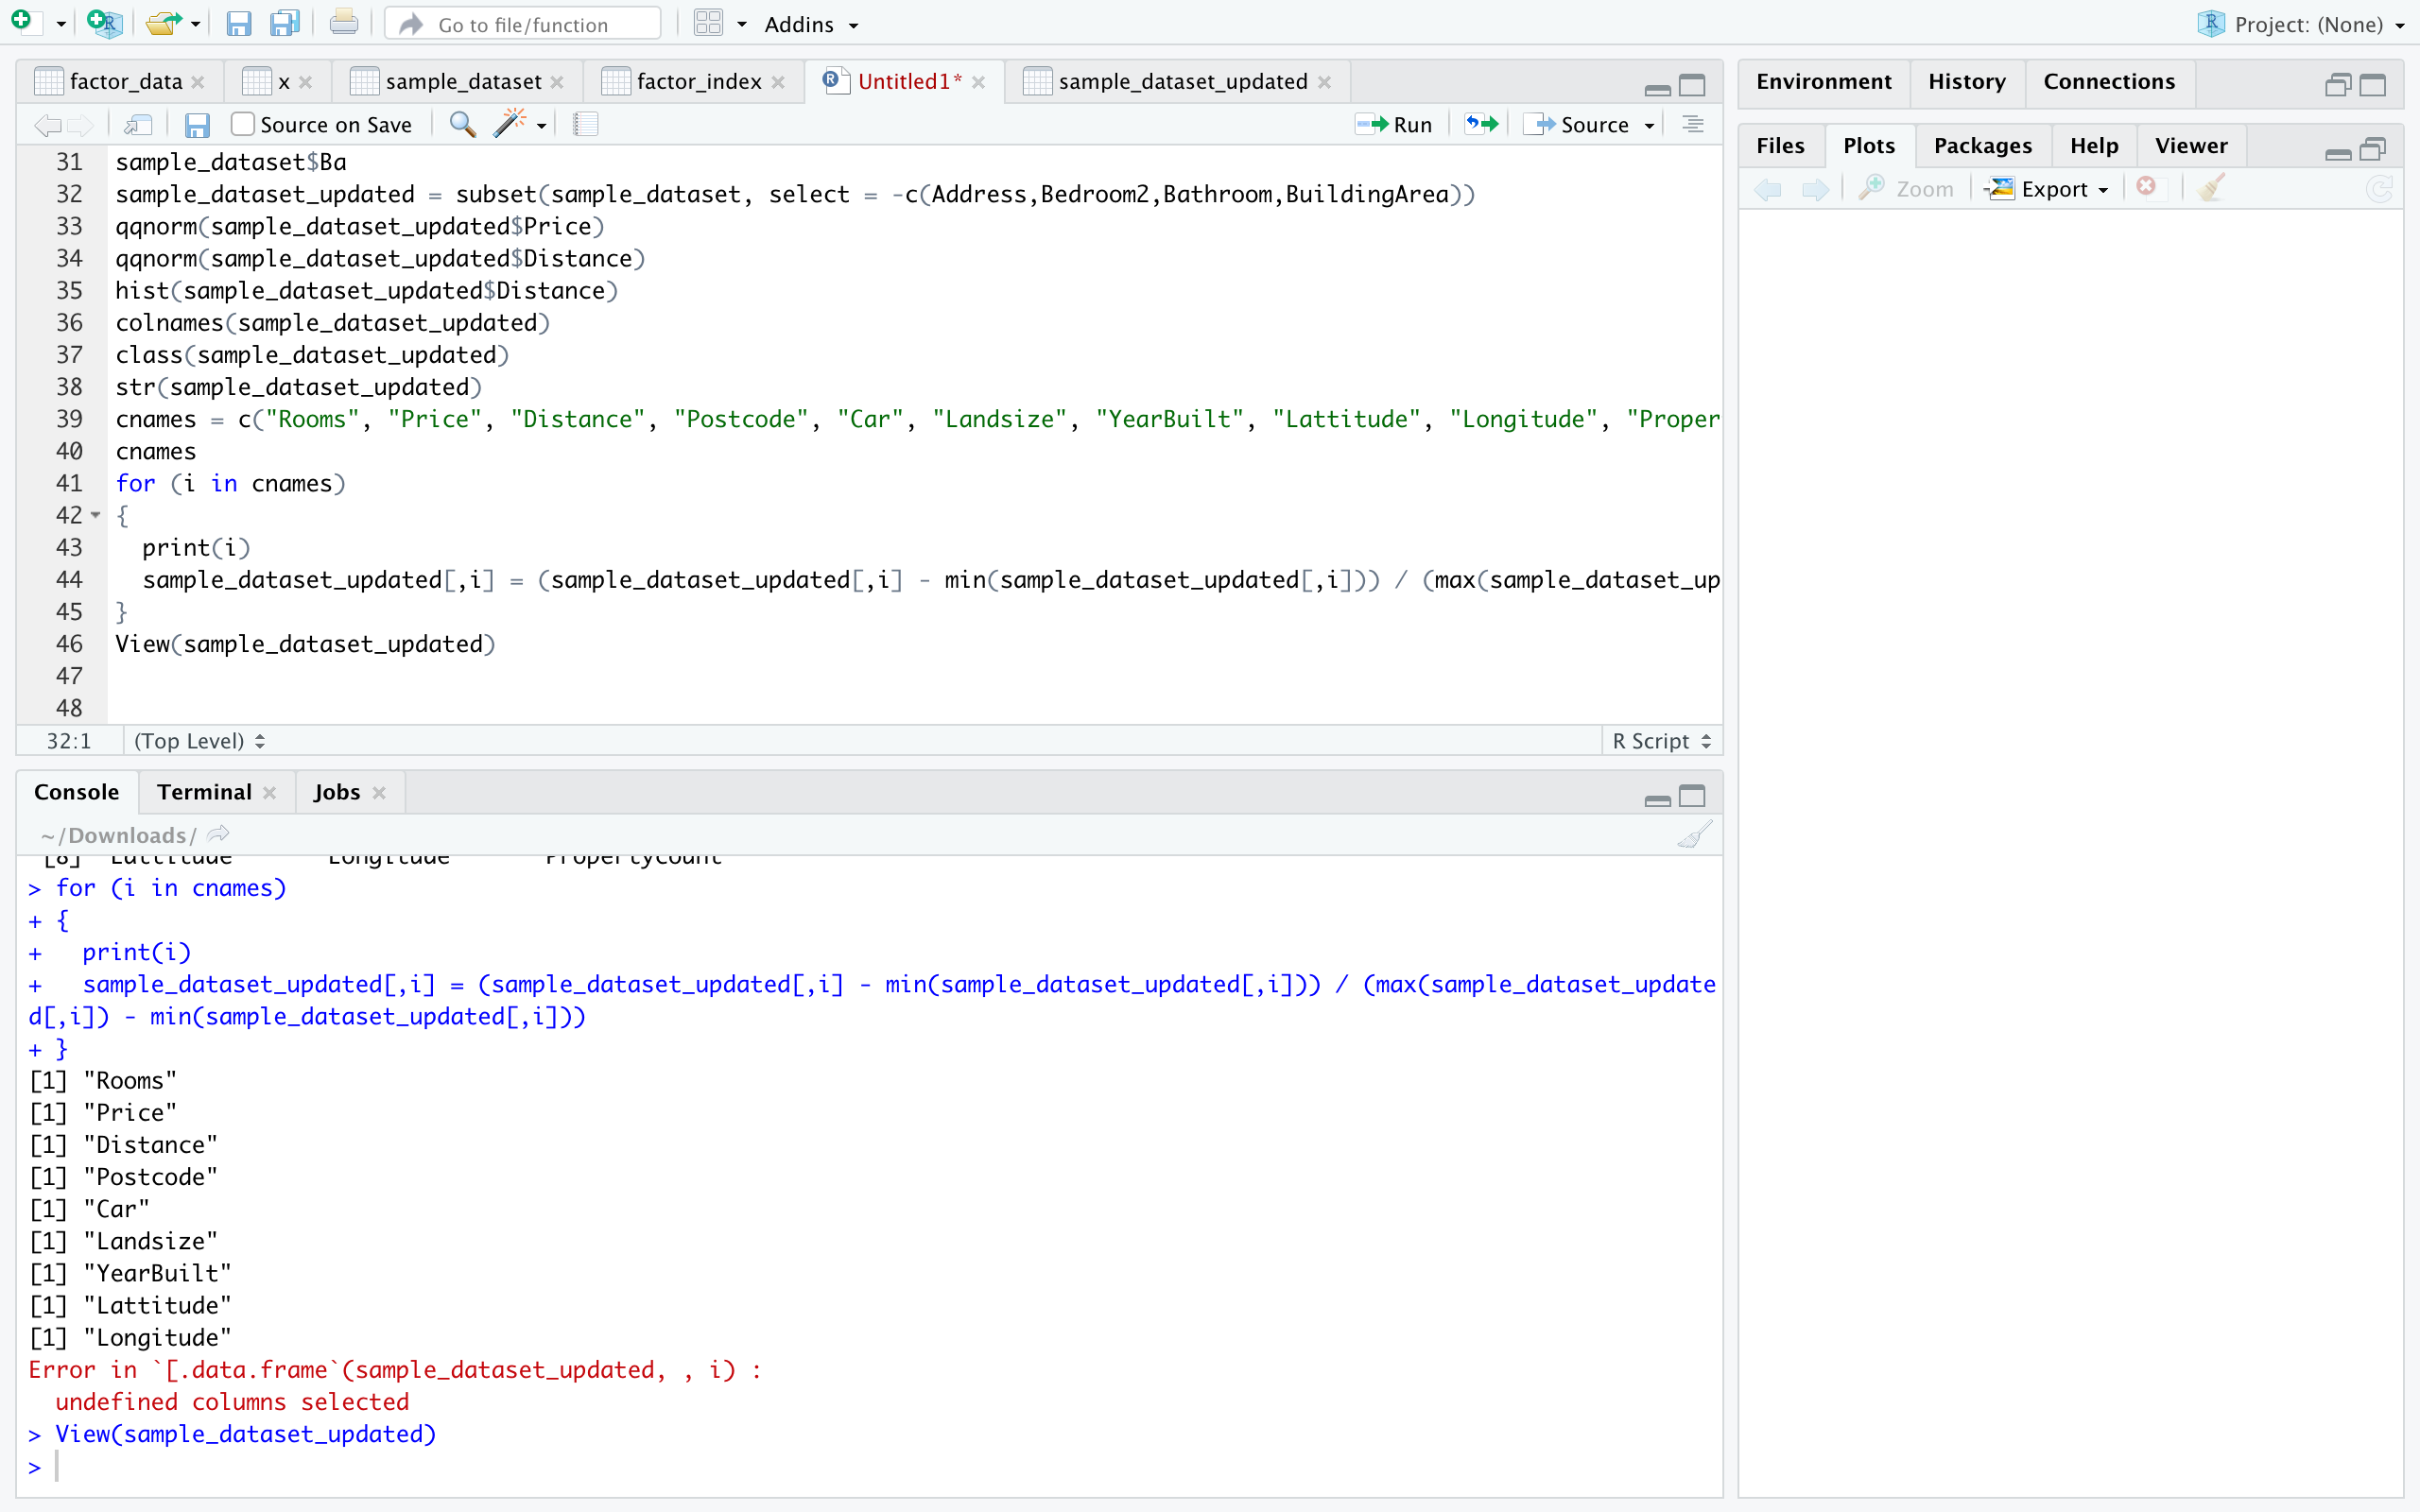 Go to file/function
Addins
Project: (None)
factor_data
x
sample_dataset
factor_index
Untitled1*
sample_dataset_updated
Source on Save
Run
Source
31 sample_dataset$Ba
32 sample_dataset_updated = subset(sample_dataset, select = -c(Address,Bedroom2,Bathroom,BuildingArea))
33 qqnorm(sample_dataset_updated$Price)
34 qqnorm(sample_dataset_updated$Distance)
35 hist(sample_dataset_updated$Distance)
36 colnames(sample_dataset_updated)
37 class(sample_dataset_updated)
38 str(sample_dataset_updated)
39 cnames = c("Rooms", "Price", "Distance", "Postcode", "Car", "Landsize", "YearBuilt", "Lattitude", "Longitude", "Proper
40 cnames
41 for (i in cnames)
42 {
43   print(i)
44   sample_dataset_updated[,i] = (sample_dataset_updated[,i] - min(sample_dataset_updated[,i])) / (max(sample_dataset_up
45 }
46 View(sample_dataset_updated)
47
48
32:1
(Top Level)
R Script
Console
Terminal
Jobs
~/Downloads/
[8] "Lattitude" "Longitude" "Propertycount"
> for (i in cnames)
+ {
+   print(i)
+   sample_dataset_updated[,i] = (sample_dataset_updated[,i] - min(sample_dataset_updated[,i])) / (max(sample_dataset_update
d[,i]) - min(sample_dataset_updated[,i]))
+ }
[1] "Rooms"
[1] "Price"
[1] "Distance"
[1] "Postcode"
[1] "Car"
[1] "Landsize"
[1] "YearBuilt"
[1] "Lattitude"
[1] "Longitude"
Error in `[.data.frame`(sample_dataset_updated, , i) :
  undefined columns selected
> View(sample_dataset_updated)
>
Environment
History
Connections
Files
Plots
Packages
Help
Viewer
Zoom
Export